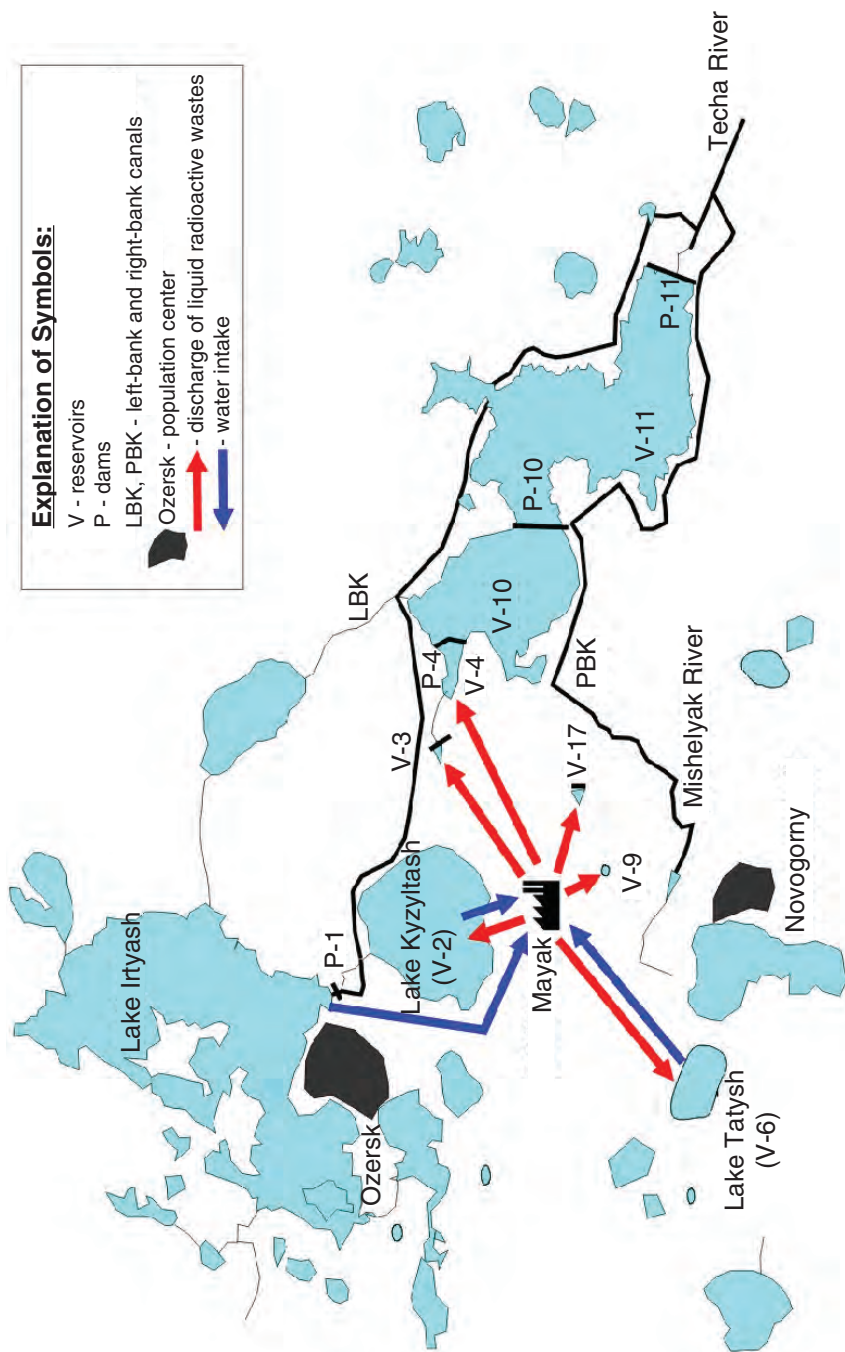 Explanation of Symbols:
V - reservoirs
P - dams
LBK, PBK - left-bank and right-bank canals
Ozersk - population center
- discharge of liquid radioactive wastes
- water intake
Lake Irtyash
P-1
Ozersk
Lake Kyzyltash
(V-2)
Mayak
V-3
LBK
P-4
V-4
V-10
P-10
V-11
P-11
Techa River
V-17
PBK
V-9
Mishelyak River
Novogorny
Lake Tatysh
(V-6)